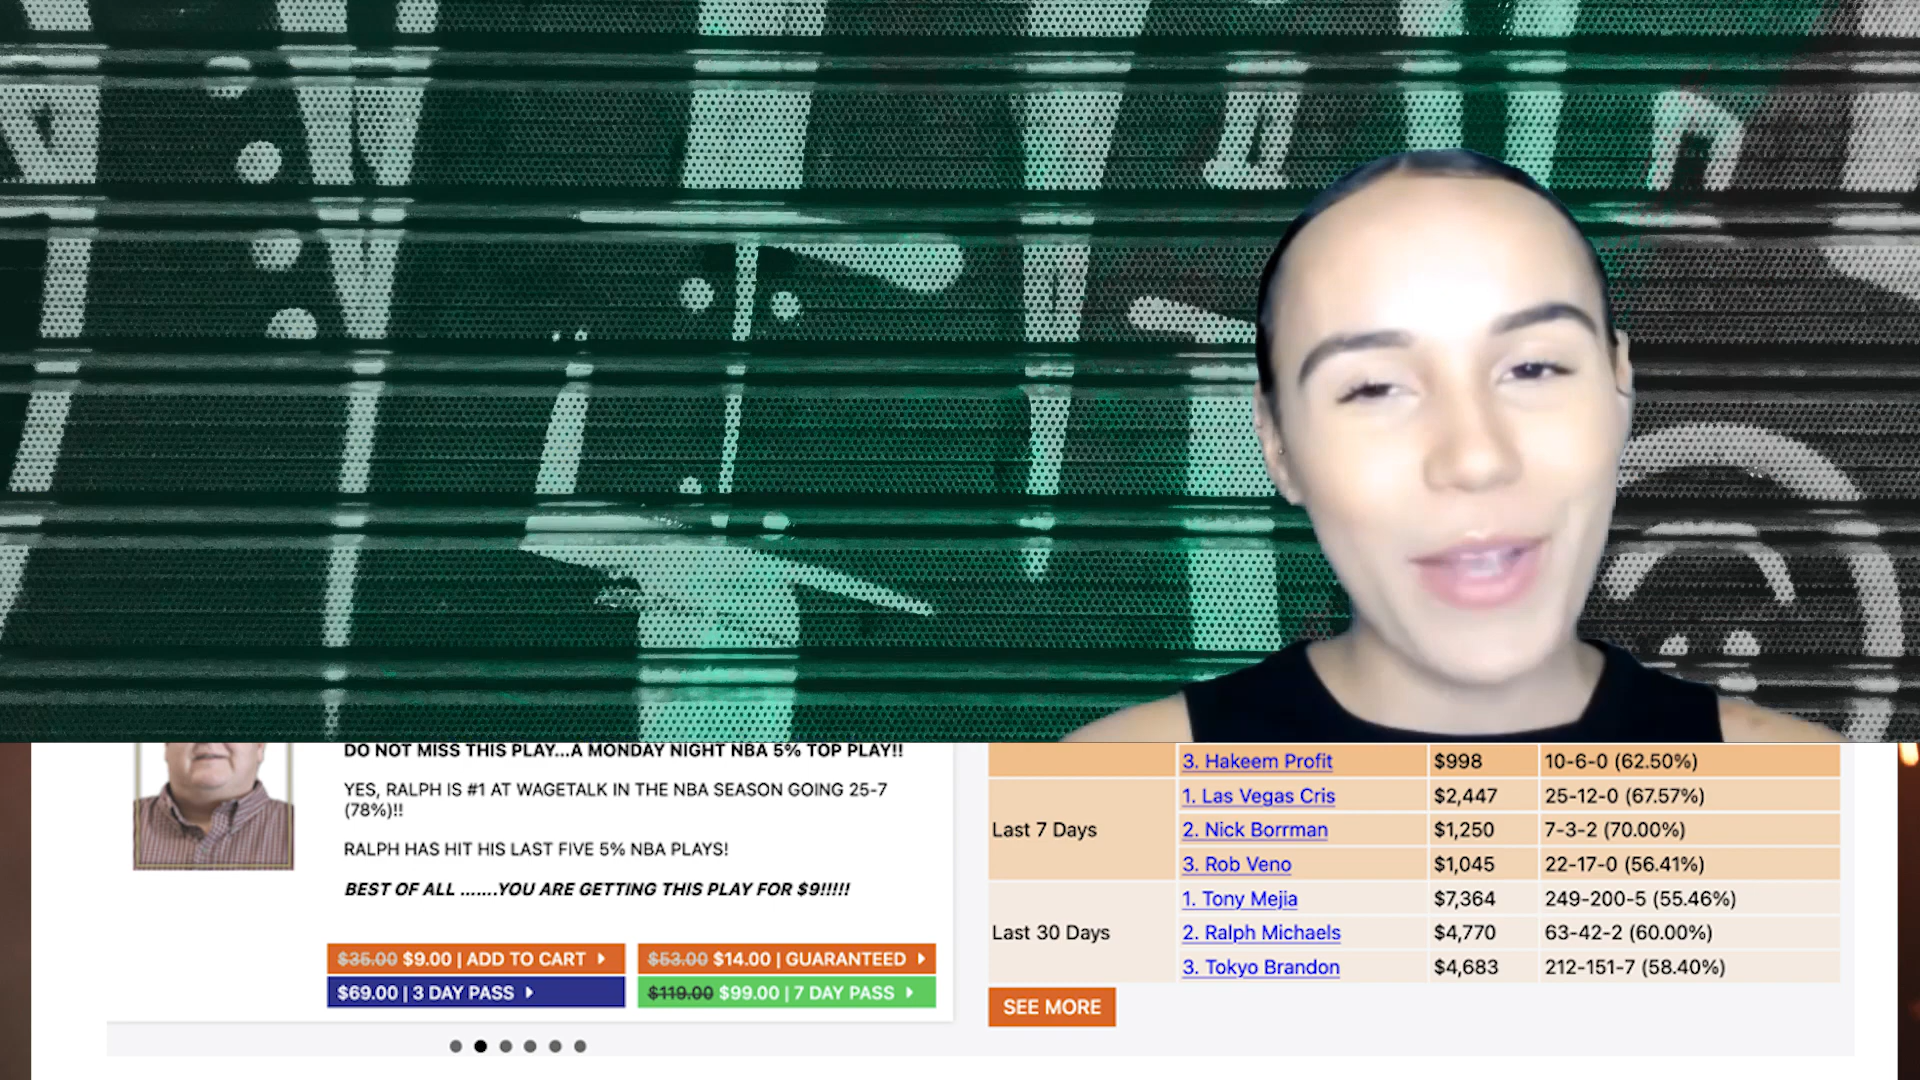 DO NOT MISS THIS PLAY...A MONDAY NIGHT NBA 5% TOP PLAY!!
YES, RALPH IS #1 AT WAGETALK IN THE NBA SEASON GOING 25-7
(78%)!!
RALPH HAS HIT HIS LAST FIVE 5% NBA PLAYS!
BEST OF ALL .......YOU ARE GETTING THIS PLAY FOR $9!!!!!
$35.00 $9.00 | ADD TO CART
$53.00 $14.00 | GUARANTEED
$69.00 | 3 DAY PASS
$119.00 $99.00 | 7 DAY PASS
3. Hakeem Profit $998 10-6-0 (62.50%)
Last 7 Days
1. Las Vegas Cris $2,447 25-12-0 (67.57%)
2. Nick Borrman $1,250 7-3-2 (70.00%)
3. Rob Veno $1,045 22-17-0 (56.41%)
Last 30 Days
1. Tony Mejia $7,364 249-200-5 (55.46%)
2. Ralph Michaels $4,770 63-42-2 (60.00%)
3. Tokyo Brandon $4,683 212-151-7 (58.40%)
SEE MORE